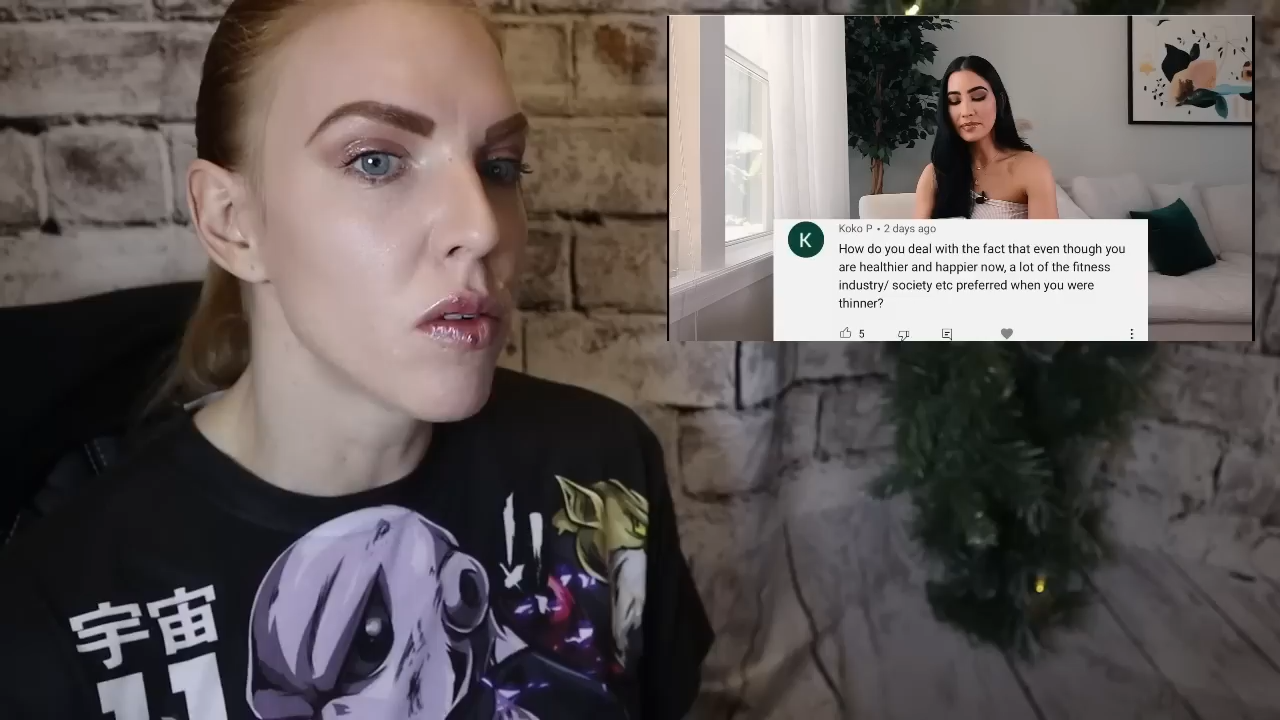 Koko P • 2 days ago
How do you deal with the fact that even though you
are healthier and happier now, a lot of the fitness
industry/ society etc preferred when you were
thinner?
5
K
宇宙